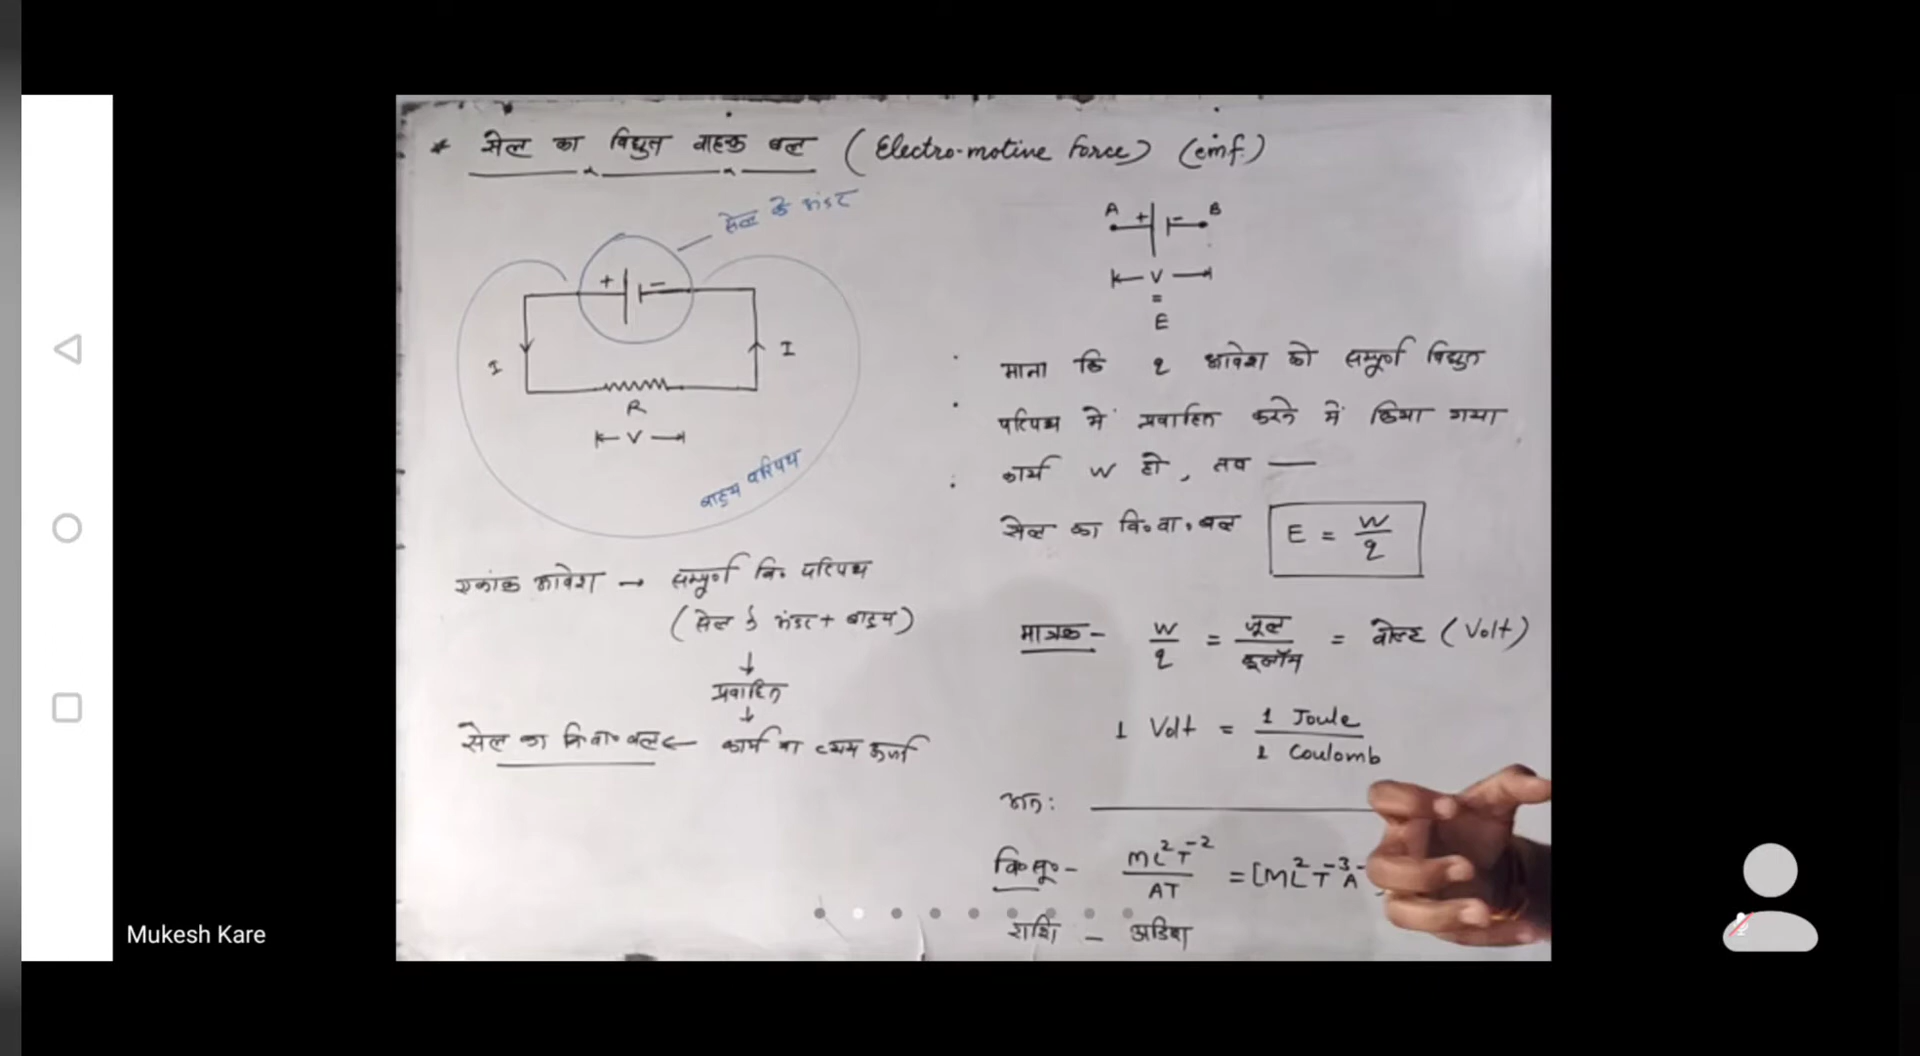 * सेल का विद्युत वाहक बल (Electro-motive force) (emf.)
सेल के अंदर
+ -
I
I
R
V
बाह्य परिपथ
एकांक आवेश → सम्पूर्ण वि. परिपथ
(सेल के अंदर + बाह्य)
↓
प्रवाहित
↓
सेल का वि.वा.बल ← कार्य या व्यय ऊर्जा
A + - B
V
=
E
माना कि q आवेश को सम्पूर्ण विद्युत
परिपथ में प्रवाहित करने में किया गया
कार्य W हो, तब —
सेल का वि.वा.बल E = W/q
मात्रक - W/q = जूल/कूलॉम = वोल्ट (Volt)
1 Volt = 1 Joule / 1 Coulomb
अतः
वि.सू. - ML²T⁻²/AT = [ML²T⁻³A⁻
राशि - अदिश
Mukesh Kare